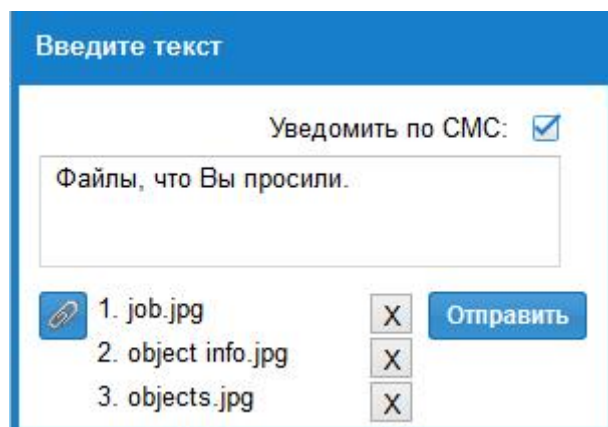 Введите текст
Уведомить по СМС:
Файлы, что Вы просили.
1. job.jpg X Отправить
2. object info.jpg X
3. objects.jpg X